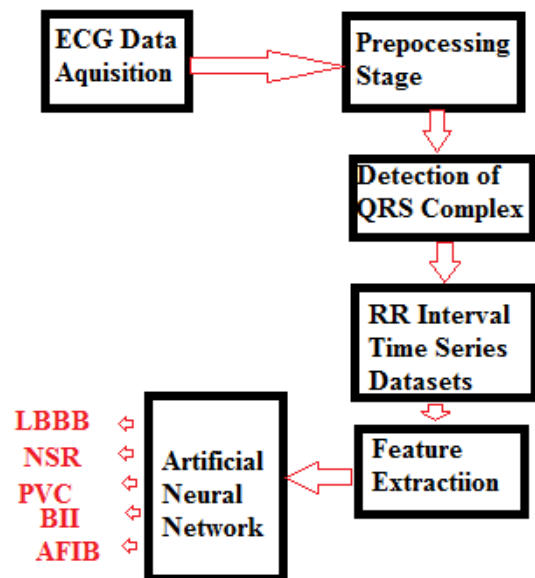 ECG Data
Aquisition
Prepocessing
Stage
Detection of
QRS Complex
RR Interval
Time Series
Datasets
Feature
Extractiion
Artificial
Neural
Network
LBBB
NSR
PVC
BII
AFIB